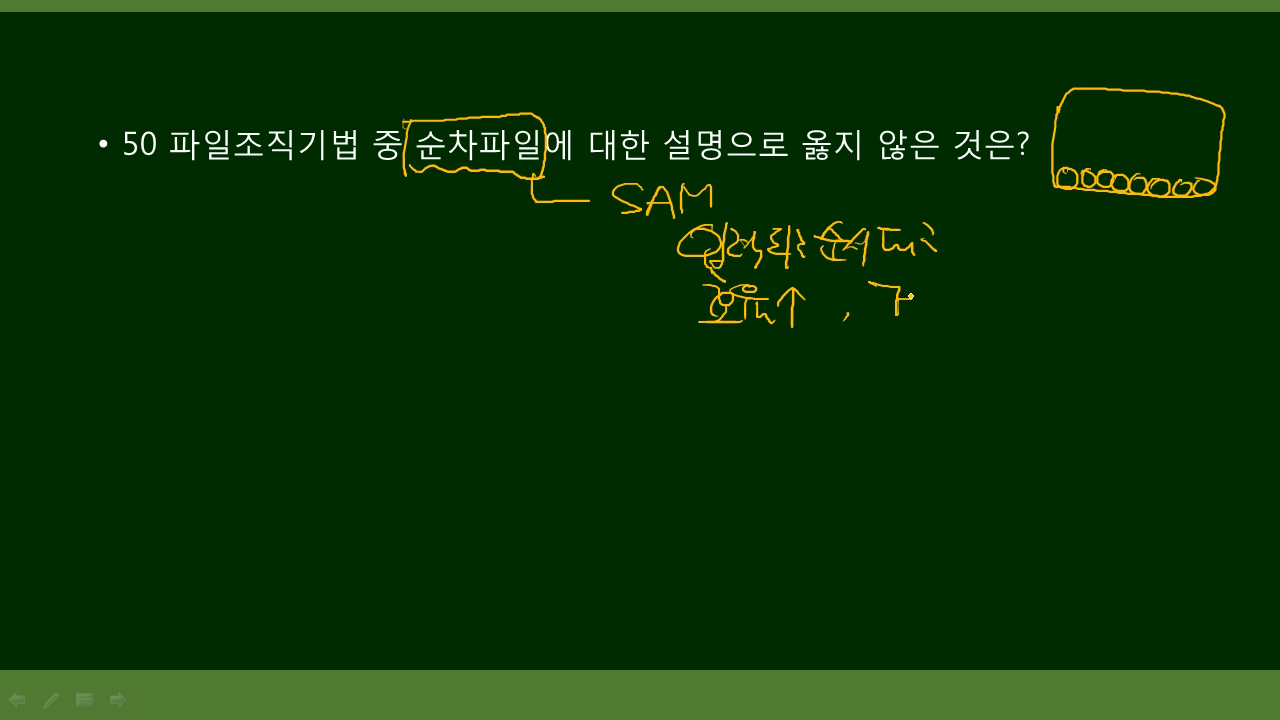 • 50 파일조직기법 중 순차파일에 대한 설명으로 옳지 않은 것은?
SAM
입력되는 순서대로
효율↑ ,